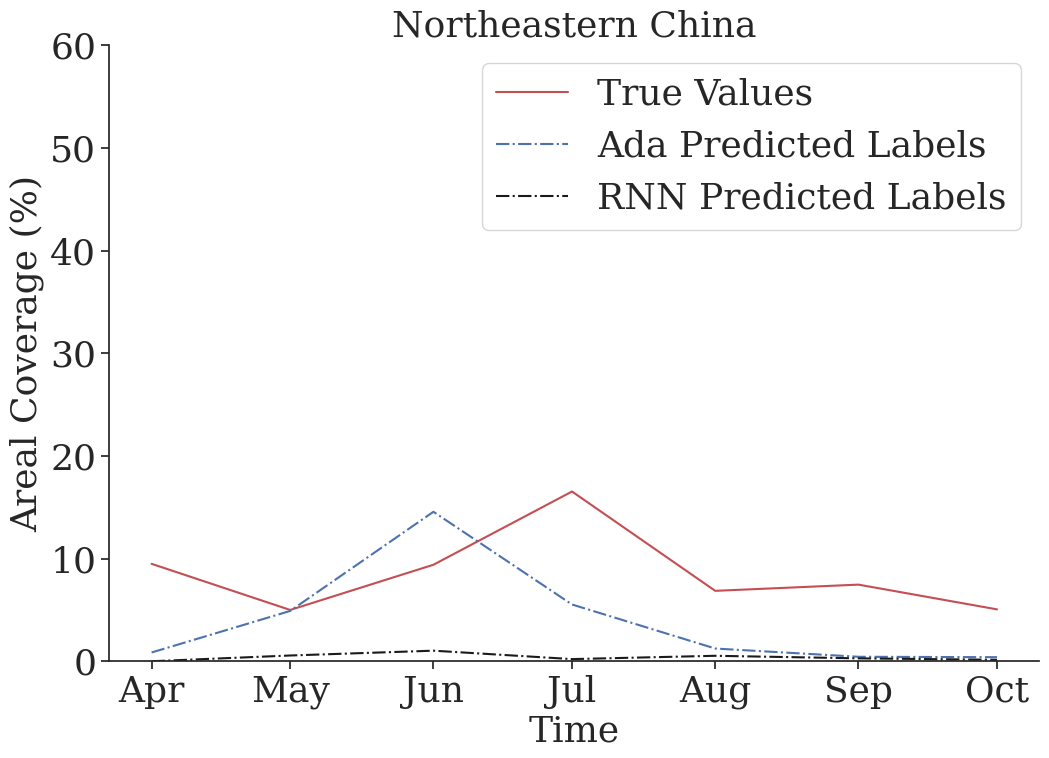 Northeastern China
60
50
40
30
20
10
0
Areal Coverage (%)
True Values
Ada Predicted Labels
RNN Predicted Labels
Apr May Jun Jul Aug Sep Oct
Time